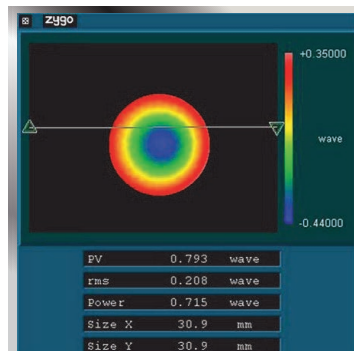 zygo
+0.35000
wave
-0.44000
PV 0.793 wave
rms 0.208 wave
Power 0.715 wave
Size X 30.9 mm
Size Y 30.9 mm